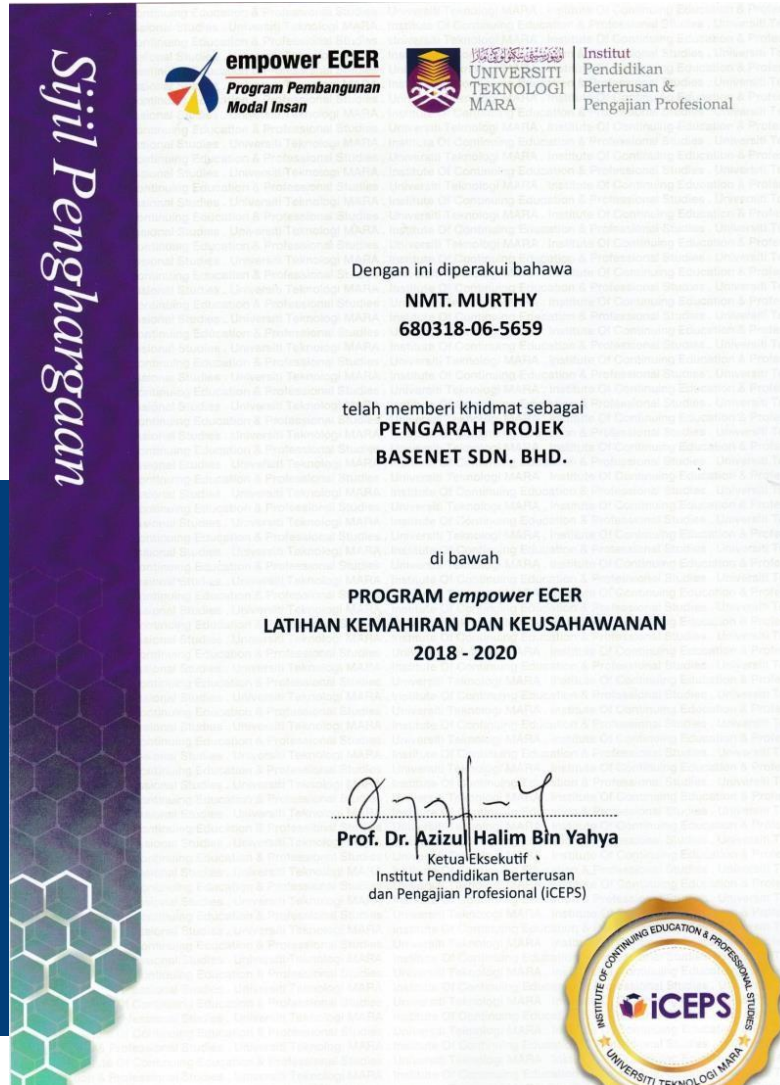 Sijil Penghargaan
empower ECER
Program Pembangunan
Modal Insan
UNIVERSITI
TEKNOLOGI
MARA
Institut
Pendidikan
Berterusan &
Pengajian Profesional
Dengan ini diperakui bahawa
NMT. MURTHY
680318-06-5659
telah memberi khidmat sebagai
PENGARAH PROJEK
BASENET SDN. BHD.
di bawah
PROGRAM empower ECER
LATIHAN KEMAHIRAN DAN KEUSAHAWANAN
2018 - 2020
Prof. Dr. Azizul Halim Bin Yahya
Ketua Eksekutif
Institut Pendidikan Berterusan
dan Pengajian Profesional (iCEPS)
INSTITUTE OF CONTINUING EDUCATION & PROFESSIONAL STUDIES
iCEPS
UNIVERSITI TEKNOLOGI MARA